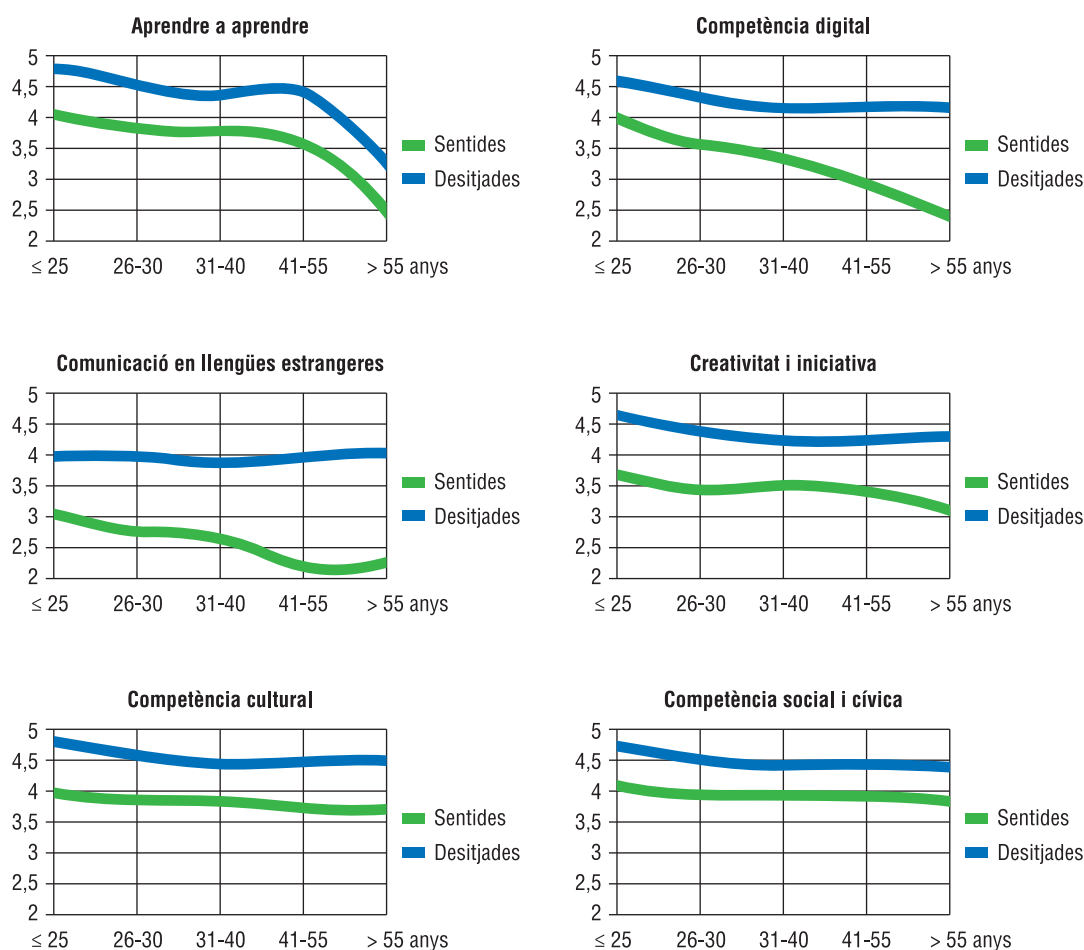 Aprendre a aprendre
5
4,5
4
3,5
3
2,5
2
≤ 25 26-30 31-40 41-55 > 55 anys
Sentides
Desitjades
Competència digital
5
4,5
4
3,5
3
2,5
2
≤ 25 26-30 31-40 41-55 > 55 anys
Sentides
Desitjades
Comunicació en llengües estrangeres
5
4,5
4
3,5
3
2,5
2
≤ 25 26-30 31-40 41-55 > 55 anys
Sentides
Desitjades
Creativitat i iniciativa
5
4,5
4
3,5
3
2,5
2
≤ 25 26-30 31-40 41-55 > 55 anys
Sentides
Desitjades
Competència cultural
5
4,5
4
3,5
3
2,5
2
≤ 25 26-30 31-40 41-55 > 55 anys
Sentides
Desitjades
Competència social i cívica
5
4,5
4
3,5
3
2,5
2
≤ 25 26-30 31-40 41-55 > 55 anys
Sentides
Desitjades